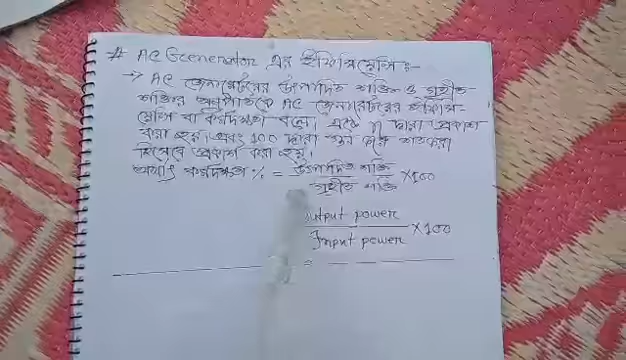 # AC Generator এর ইফিসিয়েন্সি :-
→ AC জেনারেটরের উৎপাদিত শক্তি ও গৃহীত
শক্তির অনুপাতকে AC জেনারেটরের ইফিসি-
য়েন্সি বা কর্মদক্ষতা বলে। একে η দ্বারা প্রকাশ
করা হয়। এবং 100 দ্বারা গুন করে শতকরা
হিসেবে প্রকাশ করা হয়।
অর্থাৎ কর্মদক্ষতা % = উৎপাদিত শক্তি
গৃহীত শক্তি ×100
utput power
Input power ×100